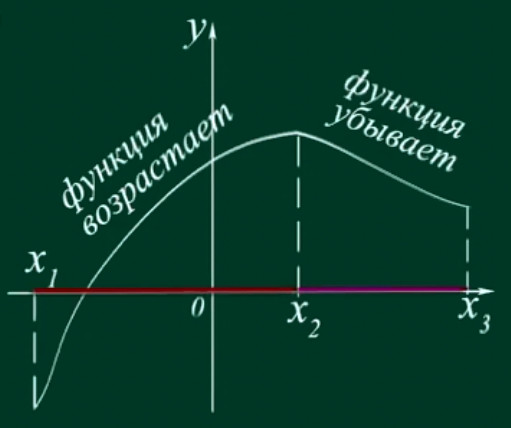 y
функция
возрастает
функция
убывает
x₁
0
x₂
x₃